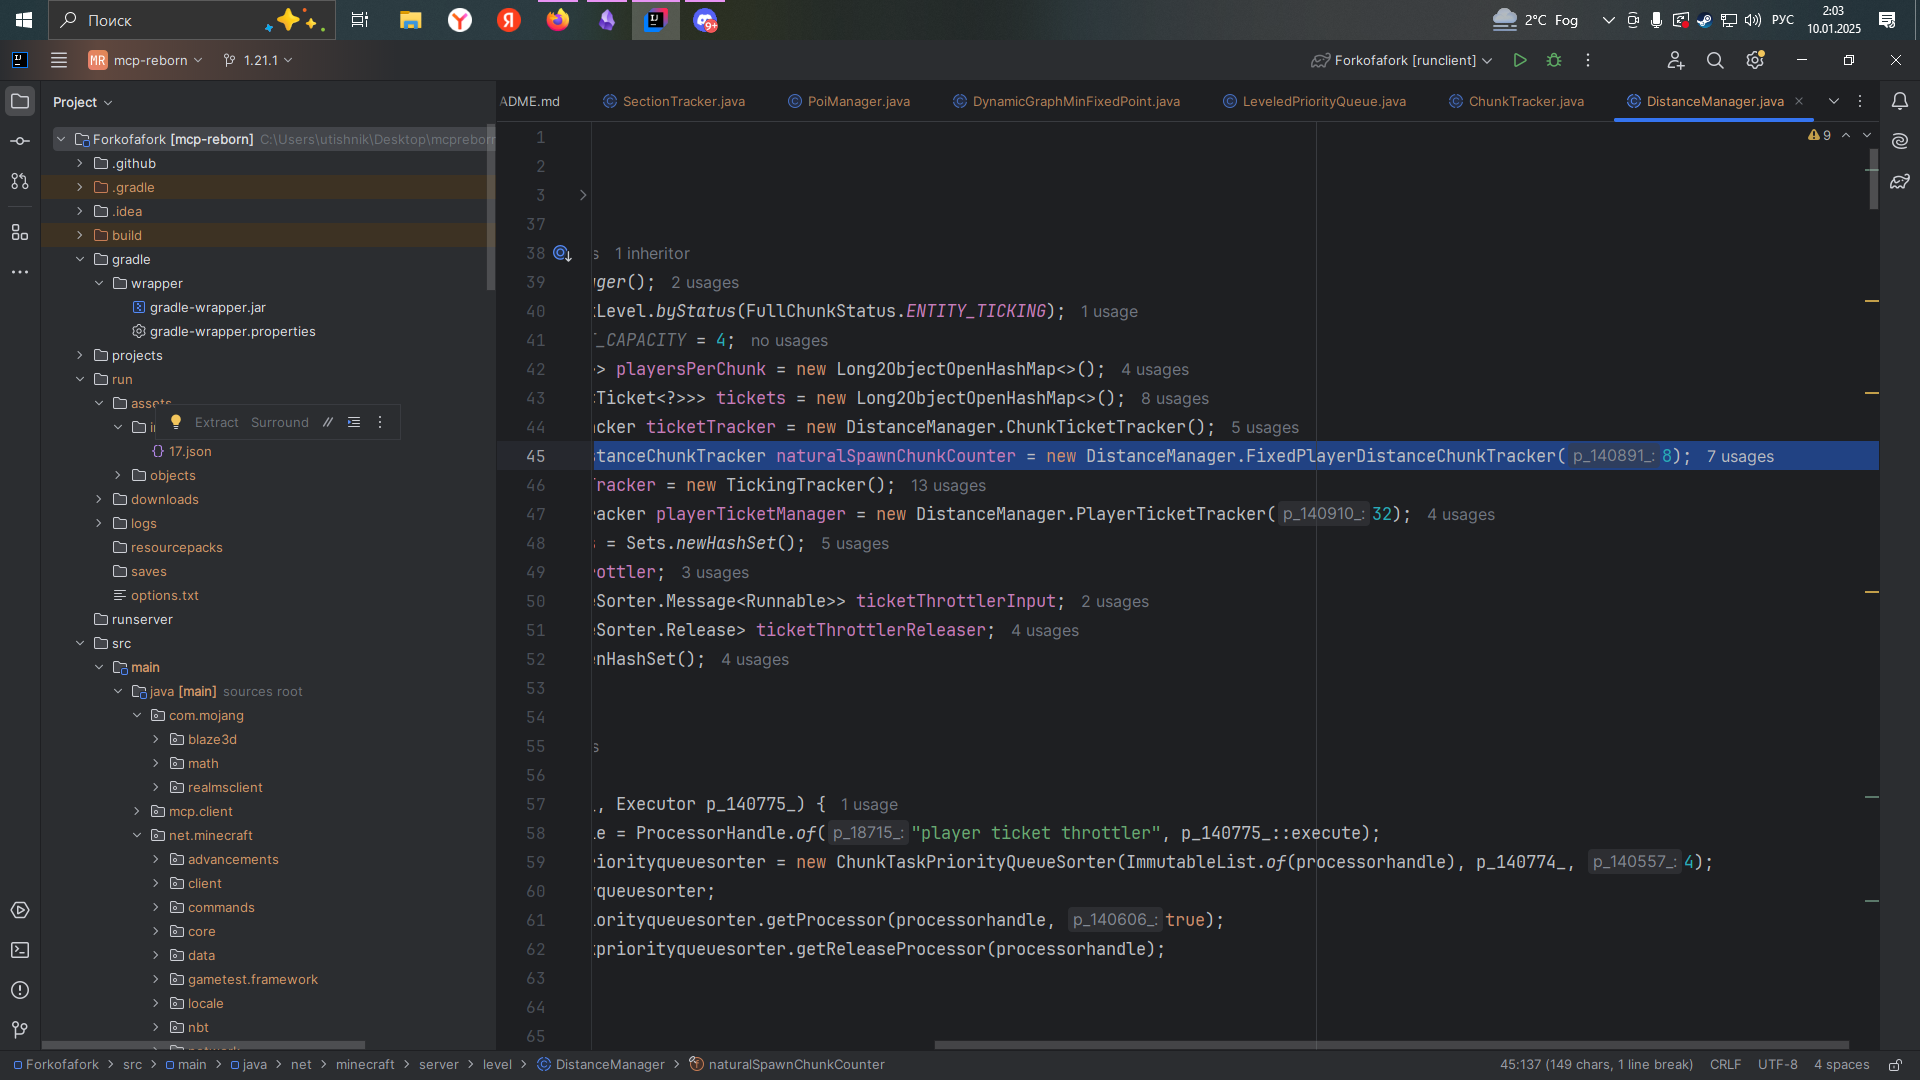 Поиск
2°C Fog
РУС
2:03
10.01.2025
MR mcp-reborn
1.21.1
Forkofafork [runclient]
Project
ADME.md
SectionTracker.java
PoiManager.java
DynamicGraphMinFixedPoint.java
LeveledPriorityQueue.java
ChunkTracker.java
DistanceManager.java
Forkofafork [mcp-reborn] C:\Users\utishnik\Desktop\mcprebor
.github
.gradle
.idea
build
gradle
wrapper
gradle-wrapper.jar
gradle-wrapper.properties
projects
run
assets
Extract Surround
17.json
objects
downloads
logs
resourcepacks
saves
options.txt
runserver
src
main
java [main] sources root
com.mojang
blaze3d
math
realmsclient
mcp.client
net.minecraft
advancements
client
commands
core
data
gametest.framework
locale
nbt
9
1
2
3
37
38 s 1 inheritor
39 ger(); 2 usages
40 Level.byStatus(FullChunkStatus.ENTITY_TICKING); 1 usage
41 _CAPACITY = 4; no usages
42 > playersPerChunk = new Long2ObjectOpenHashMap<>(); 4 usages
43 Ticket<?>>> tickets = new Long2ObjectOpenHashMap<>(); 8 usages
44 cker ticketTracker = new DistanceManager.ChunkTicketTracker(); 5 usages
45 tanceChunkTracker naturalSpawnChunkCounter = new DistanceManager.FixedPlayerDistanceChunkTracker( p_140891_: 8); 7 usages
46 racker = new TickingTracker(); 13 usages
47 acker playerTicketManager = new DistanceManager.PlayerTicketTracker( p_140910_: 32); 4 usages
48 s = Sets.newHashSet(); 5 usages
49 ottler; 3 usages
50 Sorter.Message<Runnable>> ticketThrottlerInput; 2 usages
51 Sorter.Release> ticketThrottlerReleaser; 4 usages
52 nHashSet(); 4 usages
53
54
55 s
56
57 , Executor p_140775_) { 1 usage
58 e = ProcessorHandle.of( p_18715_: "player ticket throttler", p_140775_::execute);
59 riorityqueuesorter = new ChunkTaskPriorityQueueSorter(ImmutableList.of(processorhandle), p_140774_, p_140557_: 4);
60 queuesorter;
61 orityqueuesorter.getProcessor(processorhandle, p_140606_: true);
62 priorityqueuesorter.getReleaseProcessor(processorhandle);
63
64
65
Forkofafork > src > main > java > net > minecraft > server > level > DistanceManager > naturalSpawnChunkCounter
45:137 (149 chars, 1 line break) CRLF UTF-8 4 spaces